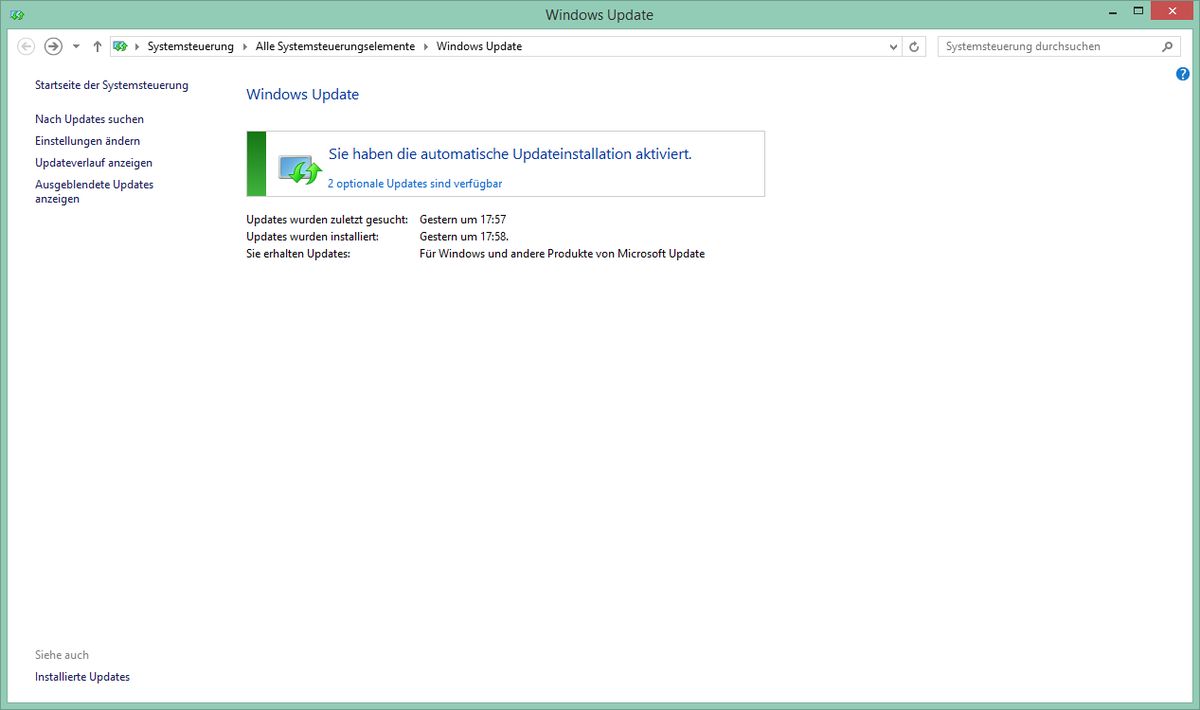 Windows Update
Systemsteuerung
Alle Systemsteuerungselemente
Windows Update
Systemsteuerung durchsuchen
?
Startseite der Systemsteuerung
Nach Updates suchen
Einstellungen ändern
Updateverlauf anzeigen
Ausgeblendete Updates
anzeigen
Windows Update
Sie haben die automatische Updateinstallation aktiviert.
2 optionale Updates sind verfügbar
Updates wurden zuletzt gesucht: Gestern um 17:57
Updates wurden installiert: Gestern um 17:58.
Sie erhalten Updates: Für Windows und andere Produkte von Microsoft Update
Siehe auch
Installierte Updates